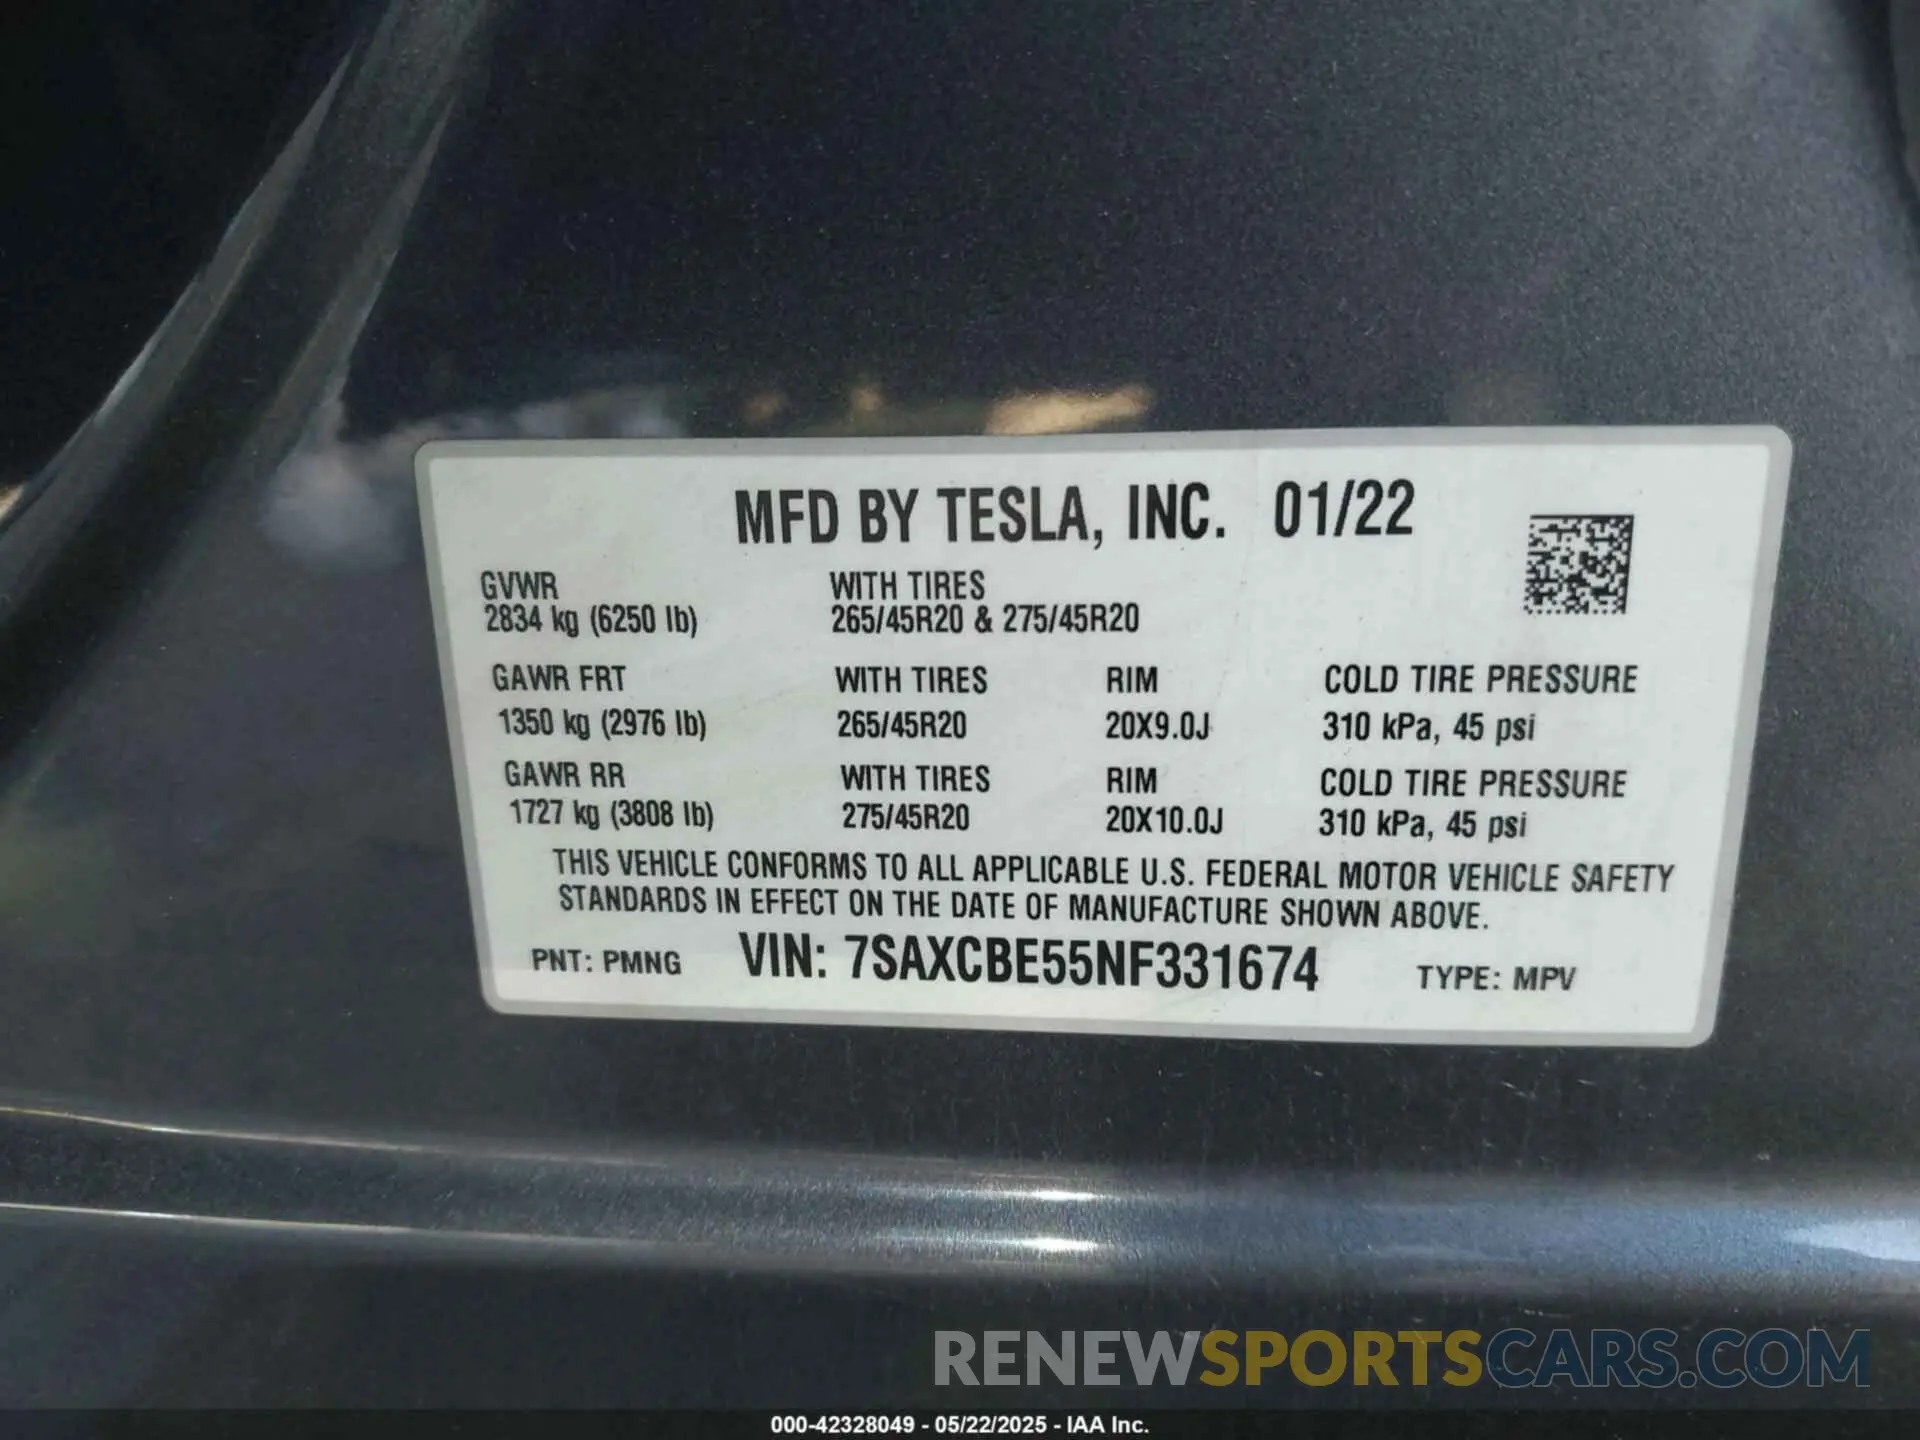 MFD BY TESLA, INC. 01/22
GVWR WITH TIRES
2834 kg (6250 lb) 265/45R20 & 275/45R20
GAWR FRT WITH TIRES RIM COLD TIRE PRESSURE
1350 kg (2976 lb) 265/45R20 20X9.0J 310 kPa, 45 psi
GAWR RR WITH TIRES RIM COLD TIRE PRESSURE
1727 kg (3808 lb) 275/45R20 20X10.0J 310 kPa, 45 psi
THIS VEHICLE CONFORMS TO ALL APPLICABLE U.S. FEDERAL MOTOR VEHICLE SAFETY
STANDARDS IN EFFECT ON THE DATE OF MANUFACTURE SHOWN ABOVE.
PNT: PMNG VIN: 7SAXCBE55NF331674 TYPE: MPV
RENEWSPORTSCARS.COM
000-42328049 - 05/22/2025 - IAA Inc.